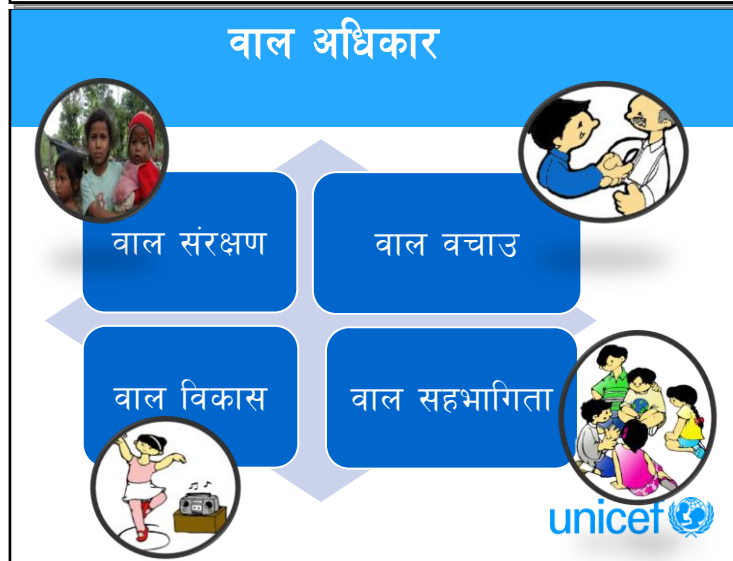 वाल अधिकार
वाल संरक्षण
वाल वचाउ
वाल विकास
वाल सहभागिता
unicef